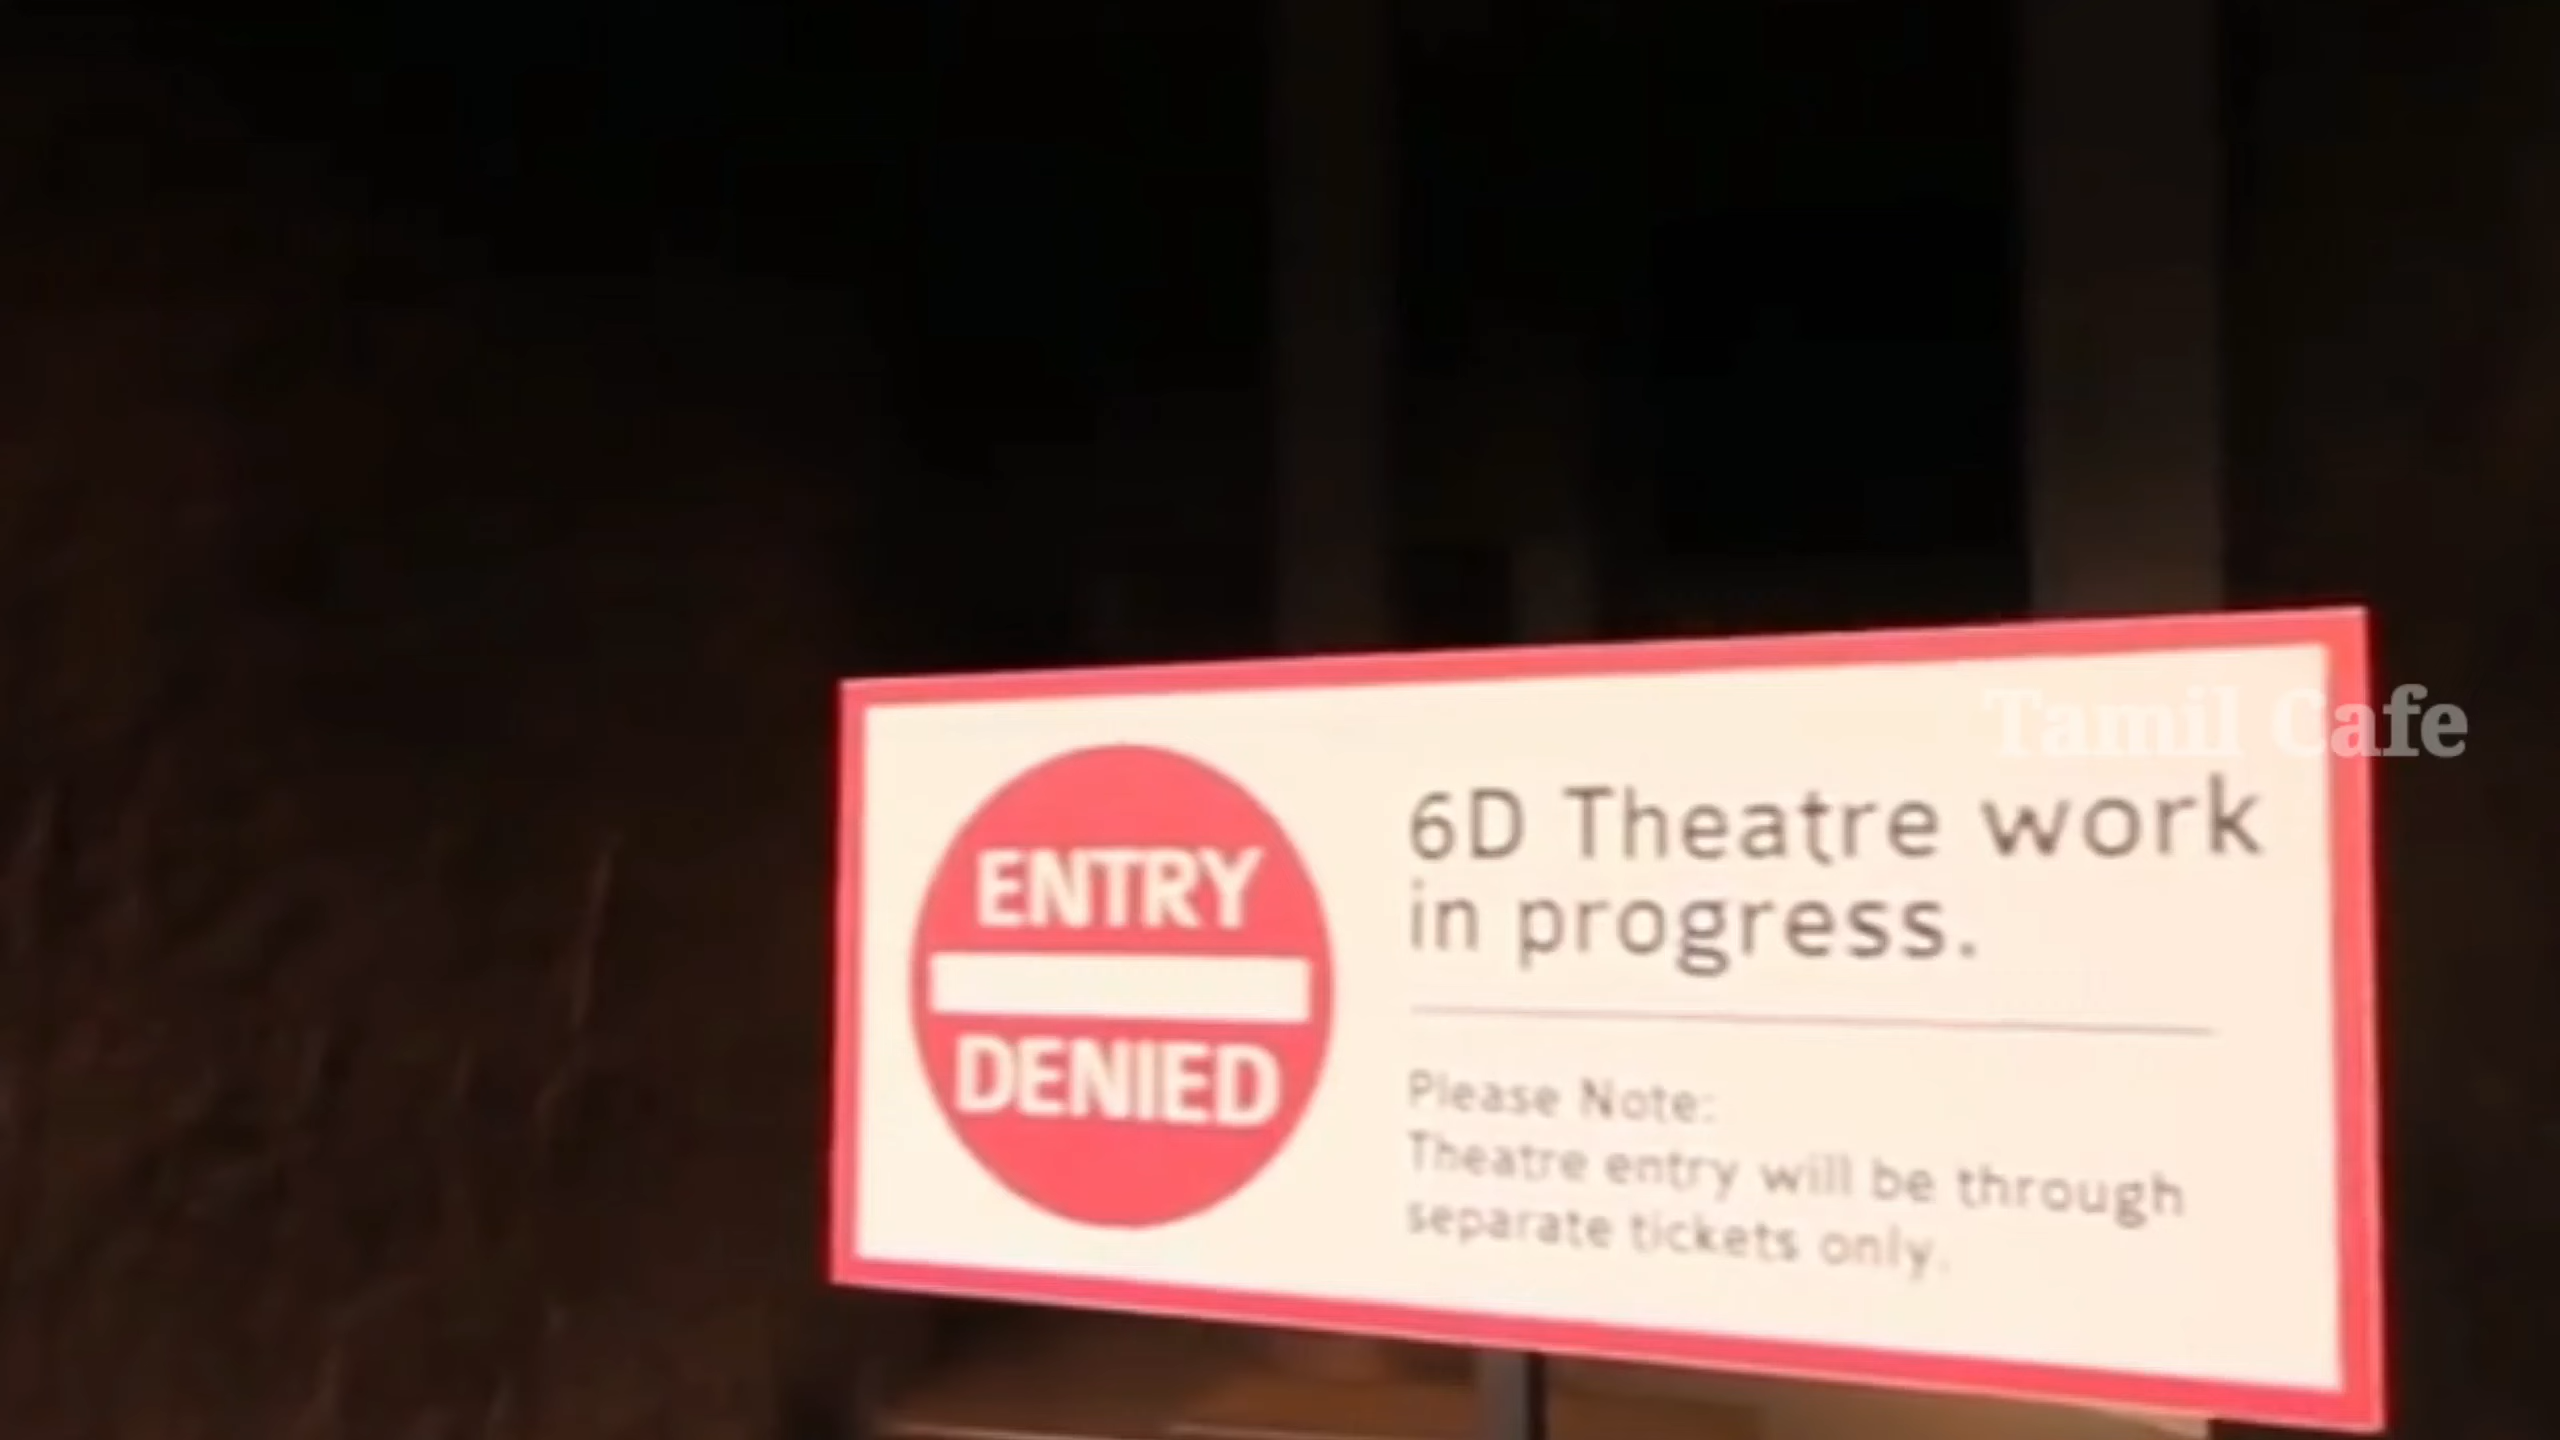 Tamil Cafe
ENTRY
DENIED
6D Theatre work
in progress.
Please Note:
Theatre entry will be through
separate tickets only.